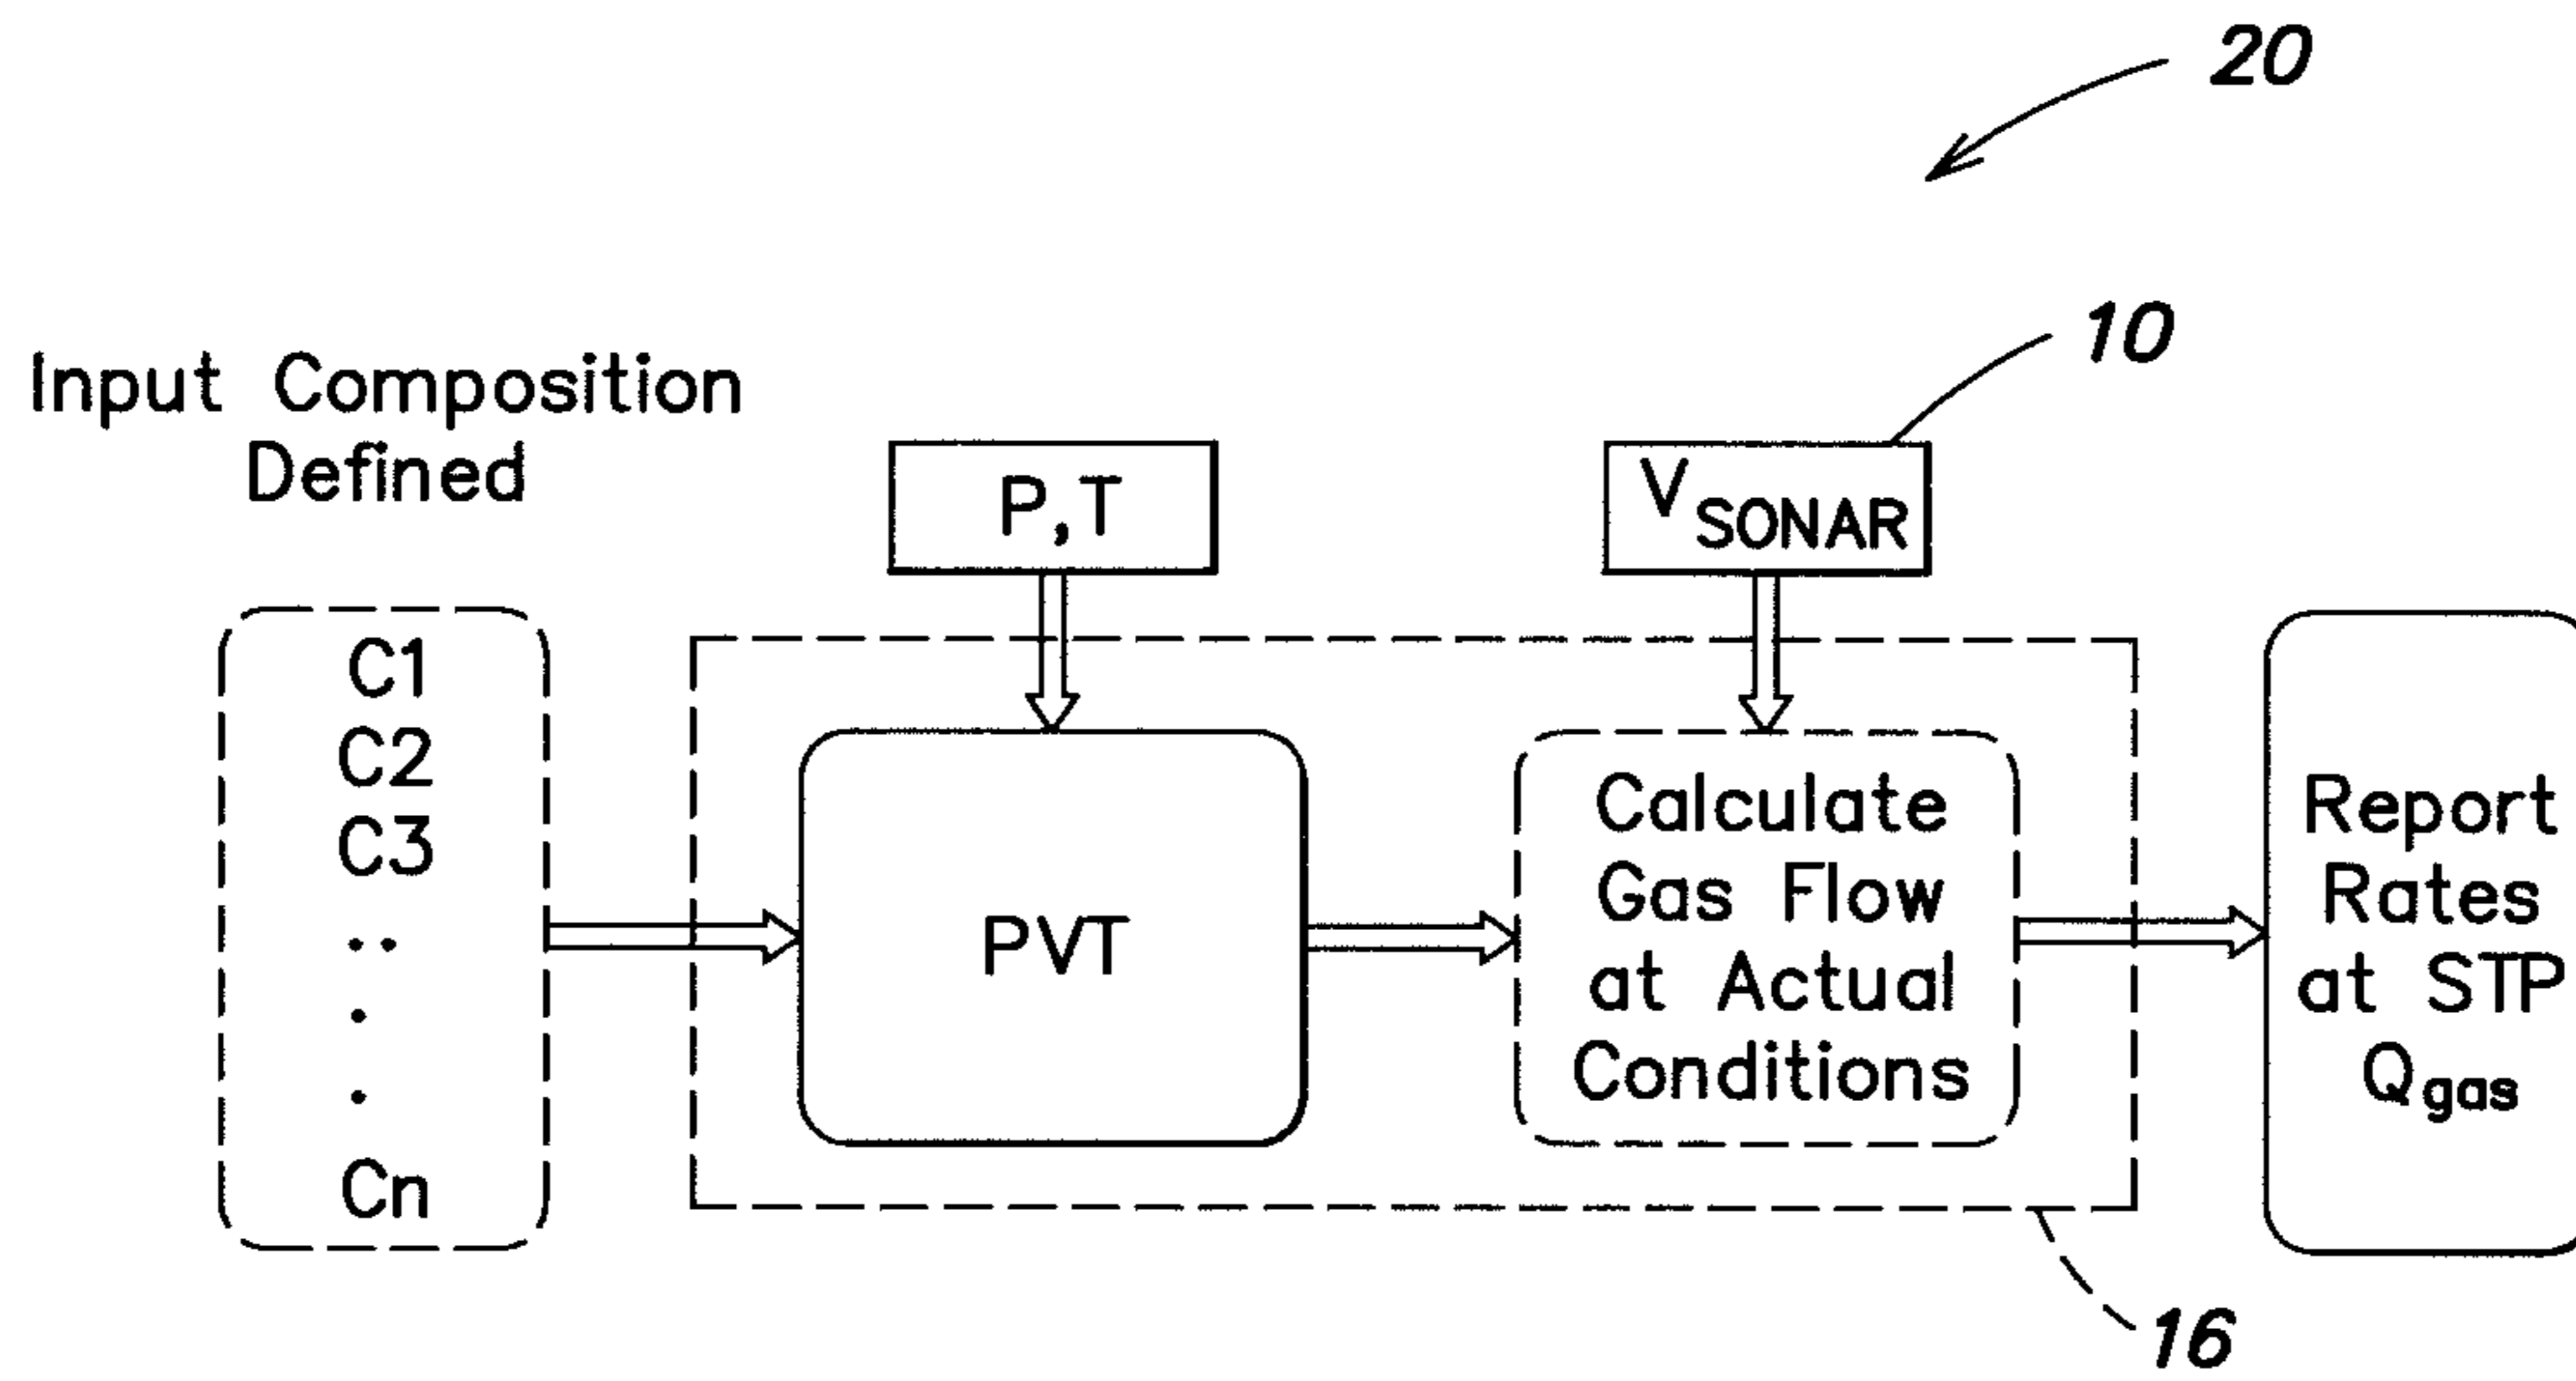 20
10
Input Composition
Defined
P,T
VSONAR
C1
C2
C3
..
.
.
Cn
PVT
Calculate
Gas Flow
at Actual
Conditions
Report
Rates
at STP
Qgas
16